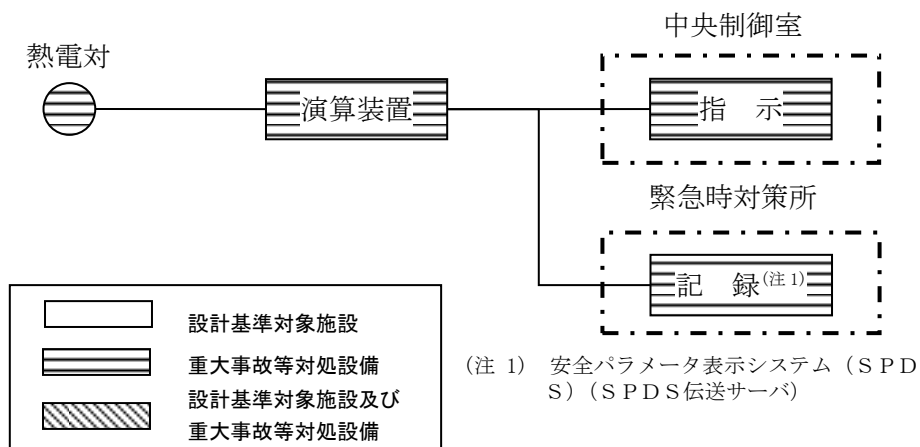 中央制御室
熱電対
演算装置
指　示
緊急時対策所
記　録(注1)
設計基準対象施設
重大事故等対処設備
設計基準対象施設及び
重大事故等対処設備
(注 1)　安全パラメータ表示システム（ＳＰＤ
Ｓ）（ＳＰＤＳ伝送サーバ）